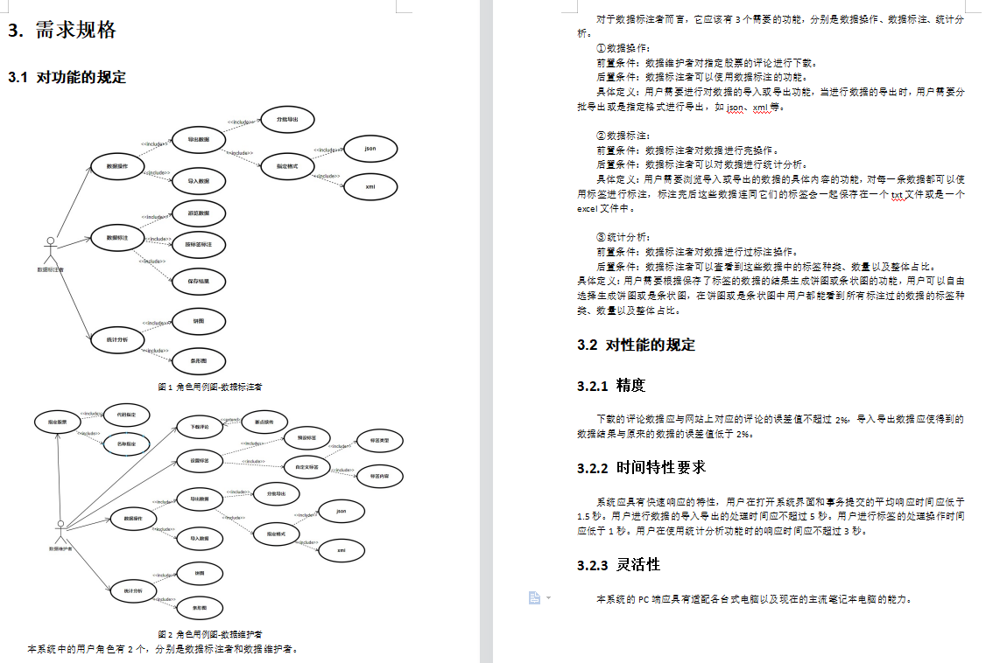 3. 需求规格
3.1 对功能的规定
<<include>>
分批导出
导出数据
<<include>>
<<include>>
<<include>>
json
数据操作
指定格式
<<include>>
<<include>>
导入数据
xml
浏览数据
<<include>>
数据标注
<<include>>
按标签标注
<<include>>
数据标注者
保存结果
饼图
<<include>>
统计分析
<<include>>
条形图
图 1 角色用例图-数据标注者
指定股票
<<include>>
代码指定
<<include>>
名称指定
下载评论
<<extend>>
断点续传
预设标签
标签类型
<<include>>
<<include>>
设置标签
<<include>>
自定义标签
<<include>>
标签内容
导出数据
<<include>>
分批导出
<<include>>
<<include>>
json
数据操作
<<include>>
指定格式
<<include>>
导入数据
<<include>>
xml
数据维护者
饼图
<<include>>
统计分析
<<include>>
条形图
图 2 角色用例图-数据维护者
本系统中的用户角色有 2 个，分别是数据标注者和数据维护者。
对于数据标注者而言，它应该有 3 个需要的功能，分别是数据操作、数据标注、统计分
析。
①数据操作：
前置条件：数据维护者对指定股票的评论进行下载。
后置条件：数据标注者可以使用数据标注的功能。
具体定义：用户需要进行对数据的导入或导出功能，当进行数据的导出时，用户需要分
批导出或是指定格式进行导出，如 json、xml 等。
②数据标注：
前置条件：数据标注者对数据进行完操作。
后置条件：数据标注者可以对数据进行统计分析。
具体定义：用户需要浏览导入或导出的数据的具体内容的功能，对每一条数据都可以使
用标签进行标注，标注完后这些数据连同它们的标签会一起保存在一个 txt 文件或是一个
excel 文件中。
③统计分析：
前置条件：数据标注者对数据进行过标注操作。
后置条件：数据标注者可以查看到这些数据中的标签种类、数量以及整体占比。
具体定义：用户需要根据保存了标签的数据的结果生成饼图或条状图的功能，用户可以自由
选择生成饼图或是条状图，在饼图或是条状图中用户都能看到所有标注过的数据的标签种
类、数量以及整体占比。
3.2 对性能的规定
3.2.1 精度
下载的评论数据应与网站上对应的评论的误差值不超过 2%，导入导出数据应使得到的
数据结果与原来的数据的误差值低于 2%。
3.2.2 时间特性要求
系统应具有快速响应的特性，用户在打开系统界面和事务提交的平均响应时间应低于
1.5 秒。用户进行数据的导入导出的处理时间应不超过 5 秒。用户进行标签的处理操作时间
应低于 1 秒。用户在使用统计分析功能时的响应时间应不超过 3 秒。
3.2.3 灵活性
本系统的 PC 端应具有适配各台式电脑以及现在的主流笔记本电脑的能力。